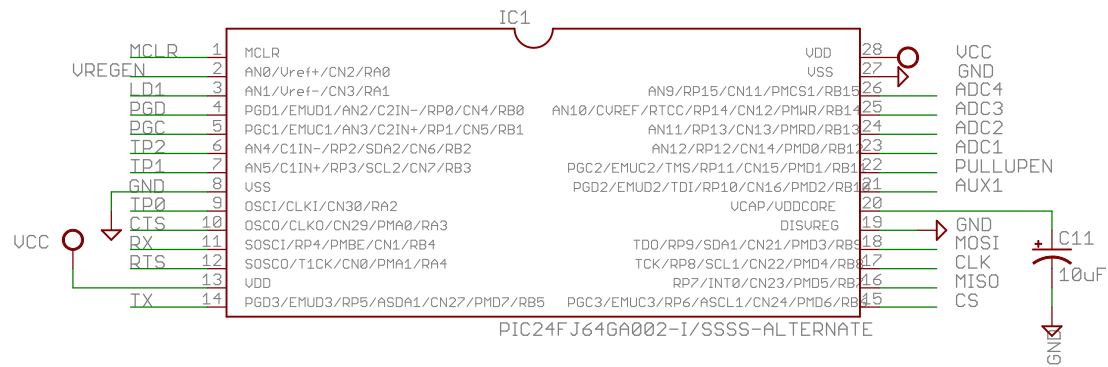 IC1
MCLR 1 MCLR VDD 28 VCC
VREGEN 2 AN0/Vref+/CN2/RA0 VSS 27 GND
LD1 3 AN1/Vref-/CN3/RA1 AN9/RP15/CN11/PMCS1/RB15 26 ADC4
PGD 4 PGD1/EMUD1/AN2/C2IN-/RP0/CN4/RB0 AN10/CVREF/RTCC/RP14/CN12/PMWR/RB14 25 ADC3
PGC 5 PGC1/EMUC1/AN3/C2IN+/RP1/CN5/RB1 AN11/RP13/CN13/PMRD/RB13 24 ADC2
TP2 6 AN4/C1IN-/RP2/SDA2/CN6/RB2 AN12/RP12/CN14/PMD0/RB12 23 ADC1
TP1 7 AN5/C1IN+/RP3/SCL2/CN7/RB3 PGC2/EMUC2/TMS/RP11/CN15/PMD1/RB11 22 PULLUPEN
GND 8 VSS PGD2/EMUD2/TDI/RP10/CN16/PMD2/RB10 21 AUX1
TP0 9 OSCI/CLKI/CN30/RA2 VCAP/VDDCORE 20
CTS 10 OSCO/CLKO/CN29/PMA0/RA3 DISVREG 19 GND
VCC RX 11 SOSCI/RP4/PMBE/CN1/RB4 TDO/RP9/SDA1/CN21/PMD3/RB9 18 MOSI C11
RTS 12 SOSCO/T1CK/CN0/PMA1/RA4 TCK/RP8/SCL1/CN22/PMD4/RB8 17 CLK 10uF
13 VDD RP7/INT0/CN23/PMD5/RB7 16 MISO
TX 14 PGD3/EMUD3/RP5/ASDA1/CN27/PMD7/RB5 PGC3/EMUC3/RP6/ASCL1/CN24/PMD6/RB6 15 CS
PIC24FJ64GA002-I/SSSS-ALTERNATE
GND